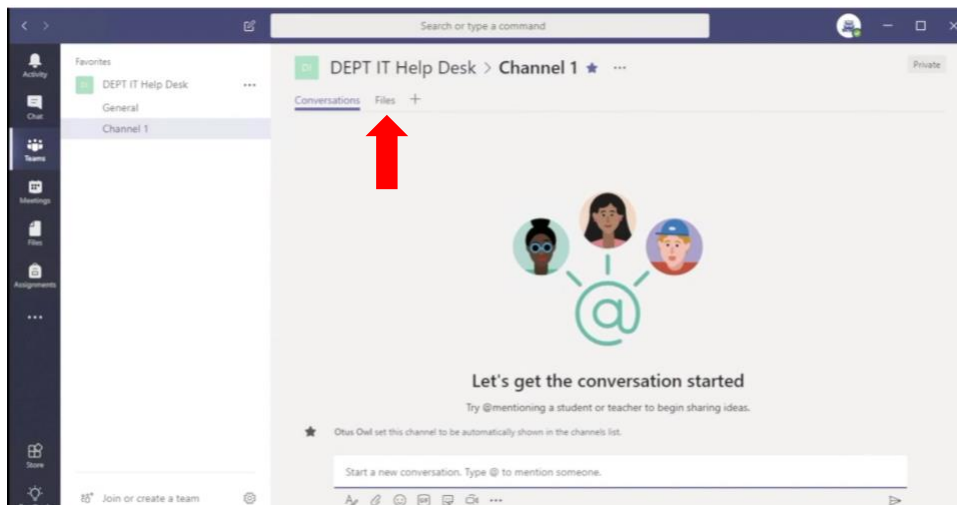 Search or type a command
Activity
Chat
Teams
Meetings
Files
Assignments
Store
Favorites
DEPT IT Help Desk
General
Channel 1
Join or create a team
DEPT IT Help Desk > Channel 1
Private
Conversations Files +
Let's get the conversation started
Try @mentioning a student or teacher to begin sharing ideas.
Otus Owl set this channel to be automatically shown in the channels list.
Start a new conversation. Type @ to mention someone.